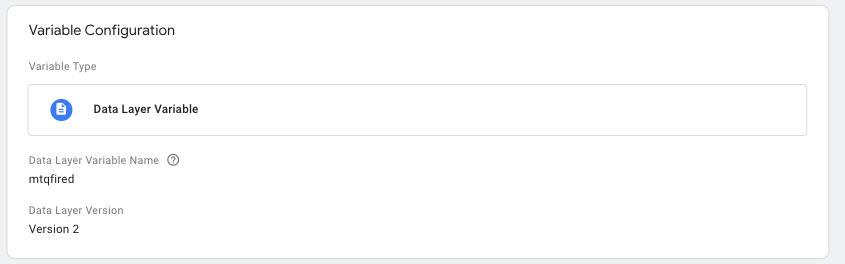 Variable Configuration
Variable Type
Data Layer Variable
Data Layer Variable Name
mtqfired
Data Layer Version
Version 2